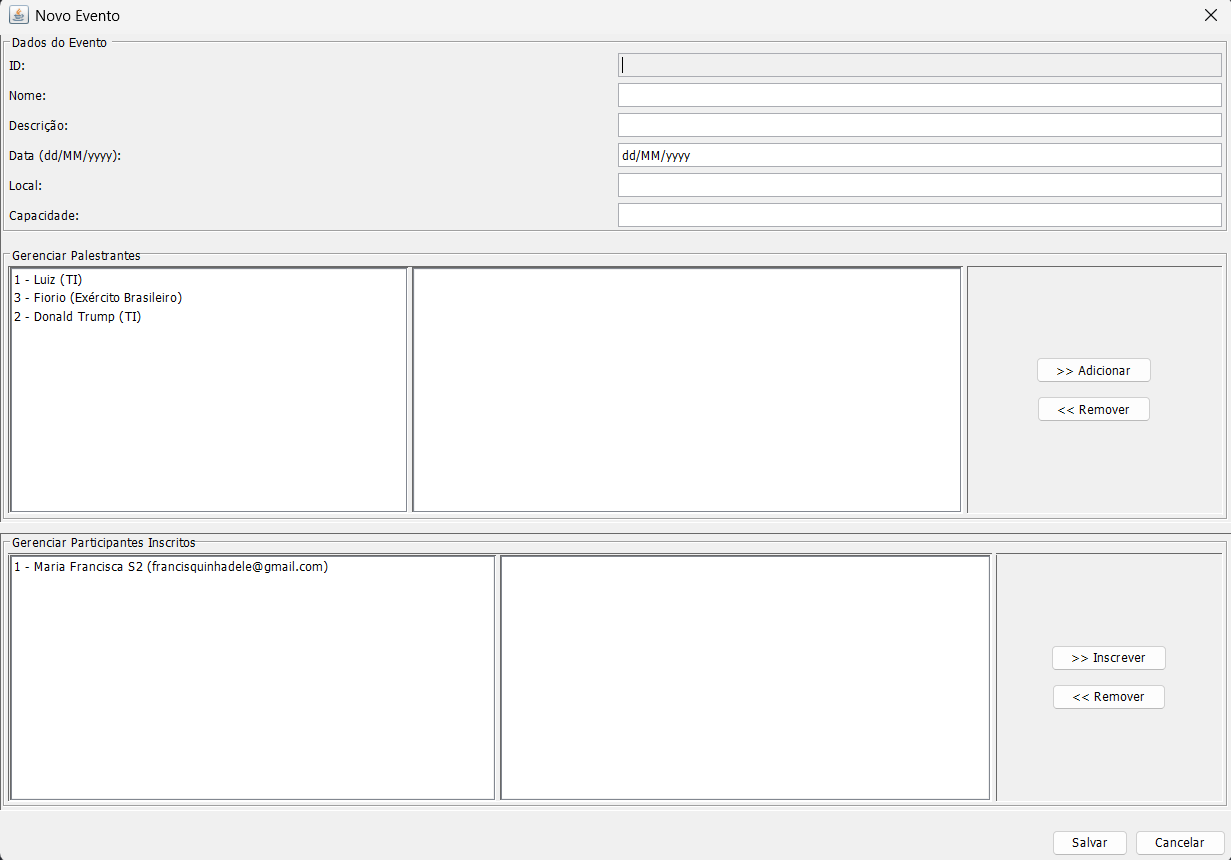 Novo Evento
Dados do Evento
ID:
Nome:
Descrição:
Data (dd/MM/yyyy): dd/MM/yyyy
Local:
Capacidade:
Gerenciar Palestrantes
1 - Luiz (TI)
3 - Fiorio (Exército Brasileiro)
2 - Donald Trump (TI)
>> Adicionar
<< Remover
Gerenciar Participantes Inscritos
1 - Maria Francisca S2 (francisquinhadele@gmail.com)
>> Inscrever
<< Remover
Salvar Cancelar